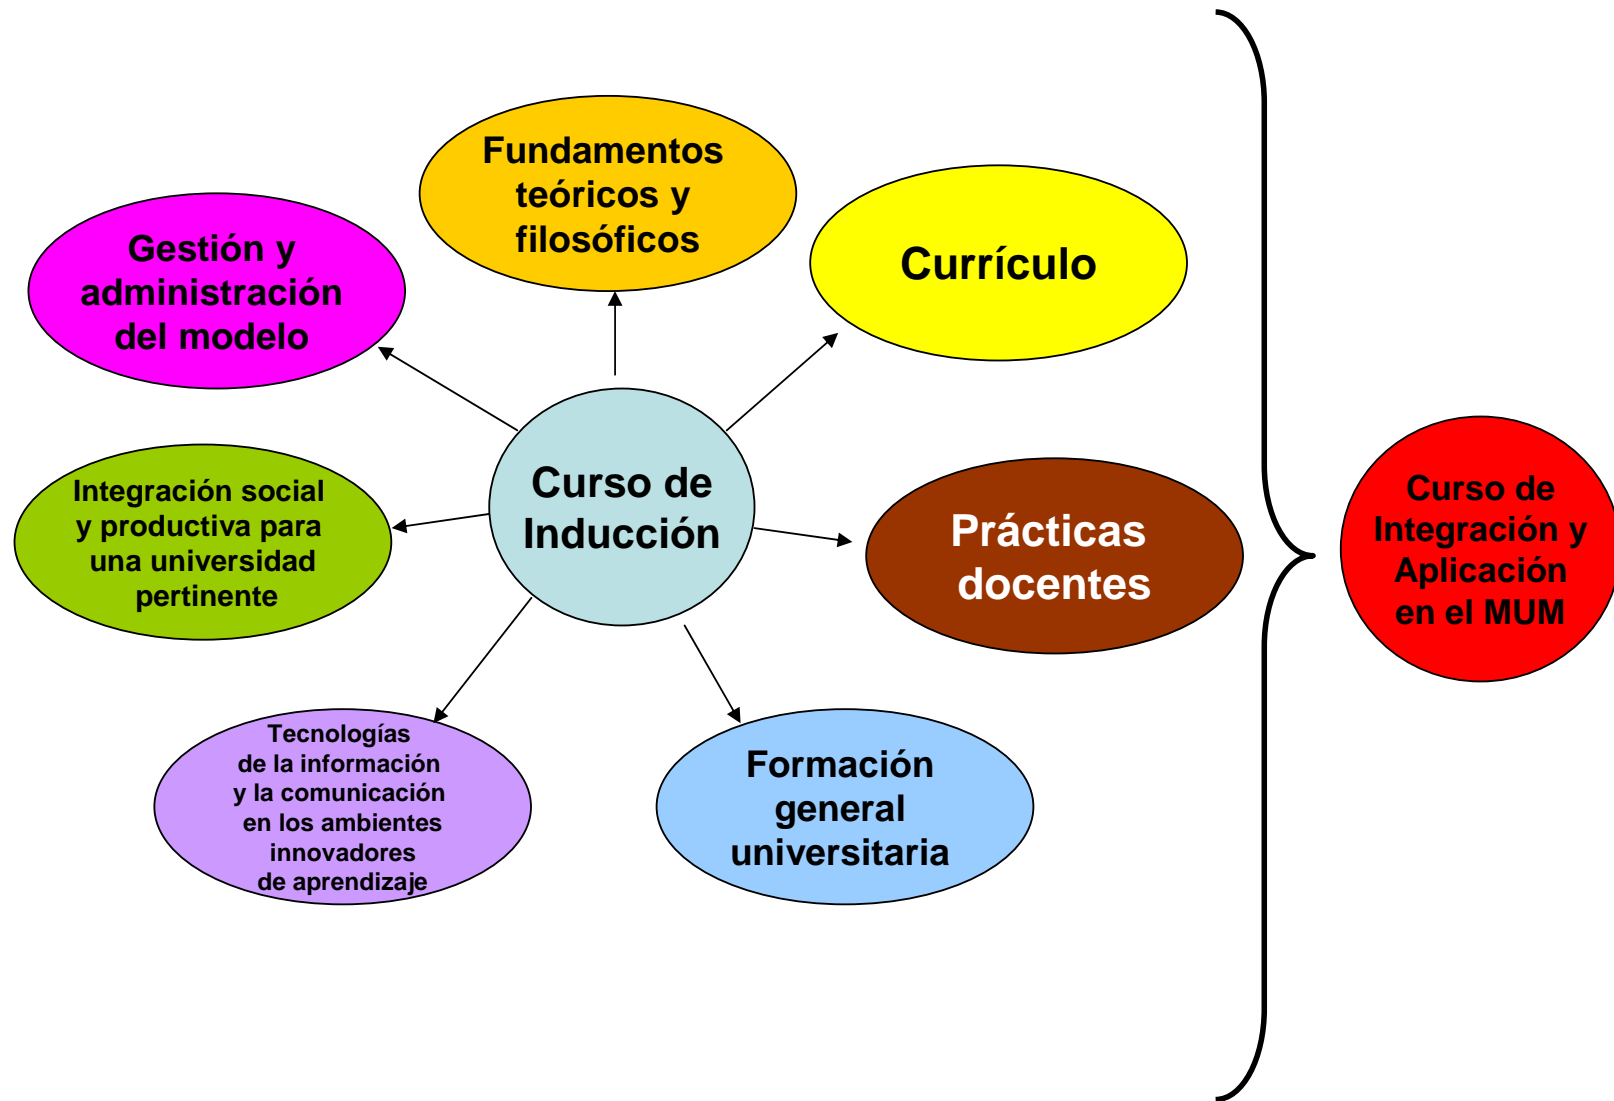 Fundamentos
teóricos y
filosóficos
Gestión y
administración
del modelo
Currículo
Curso de
Inducción
Integración social
y productiva para
una universidad
pertinente
Prácticas
docentes
Curso de
Integración y
Aplicación
en el MUM
Tecnologías
de la información
y la comunicación
en los ambientes
innovadores
de aprendizaje
Formación
general
universitaria